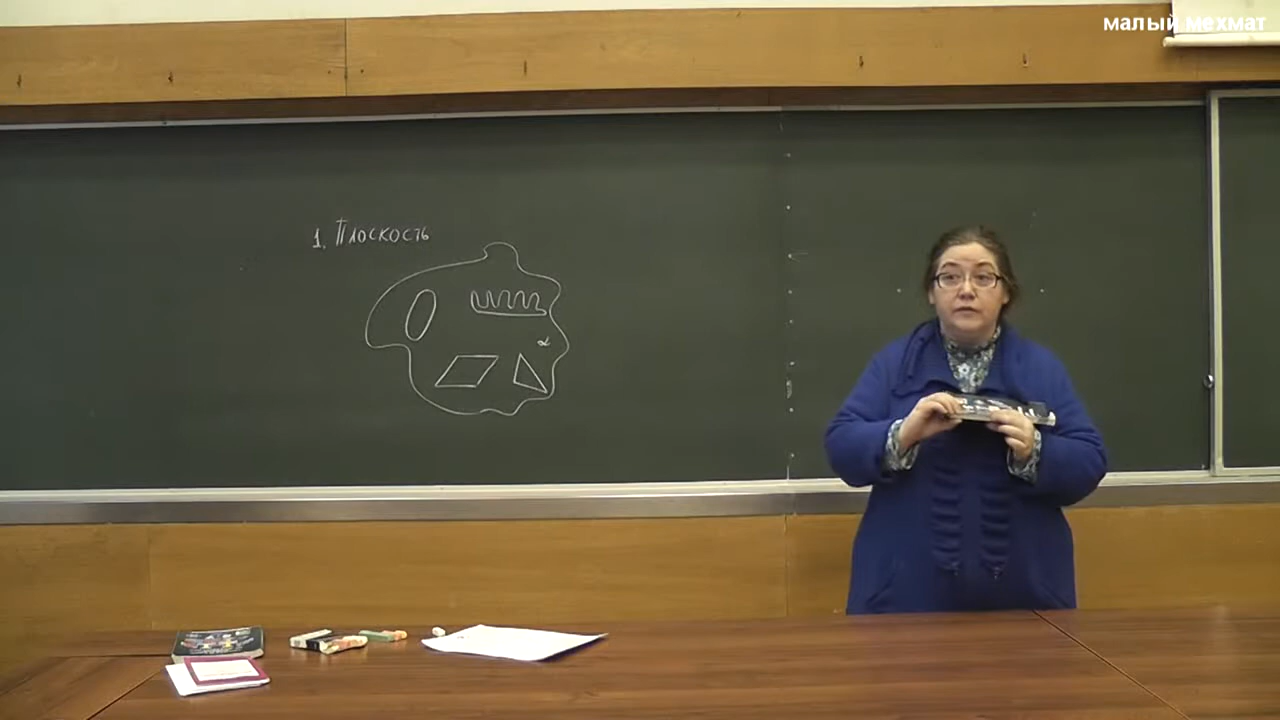 малый мехмат
1. Плоскость
α